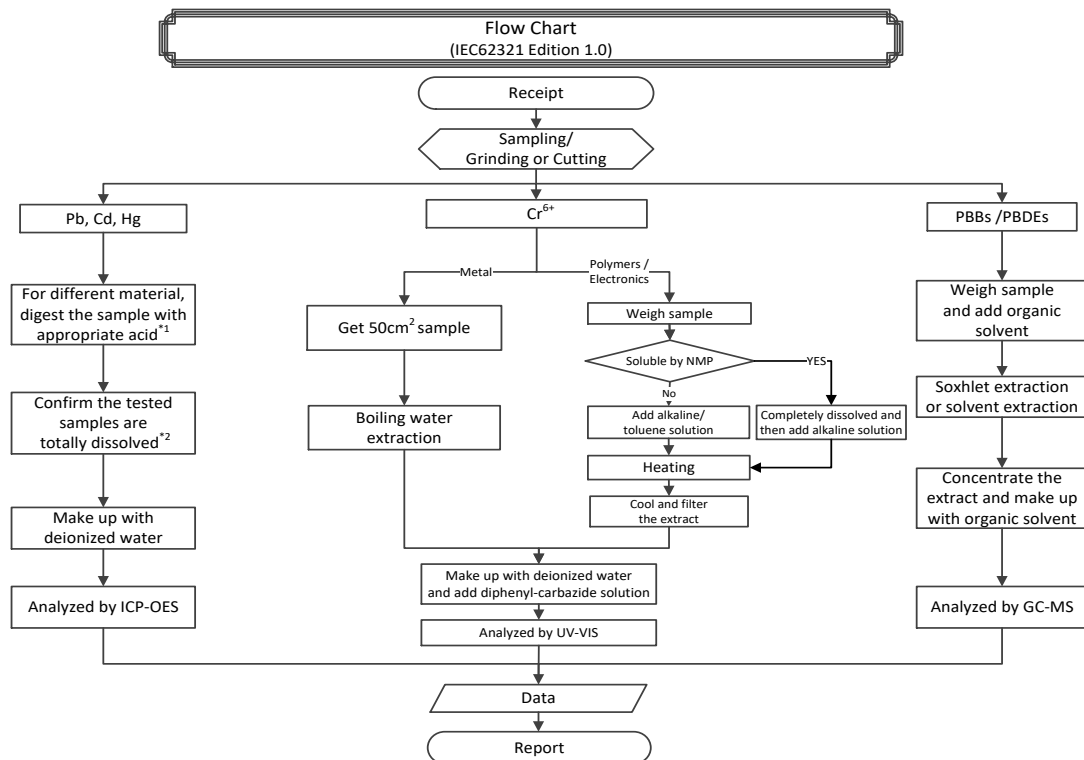 Flow Chart
(IEC62321 Edition 1.0)
Receipt
Sampling/
Grinding or Cutting
Pb, Cd, Hg
For different material,
digest the sample with
appropriate acid*1
Confirm the tested
samples are
totally dissolved*2
Make up with
deionized water
Analyzed by ICP-OES
Cr6+
Metal
Get 50cm2 sample
Boiling water
extraction
Polymers /
Electronics
Weigh sample
Soluble by NMP
YES
No
Add alkaline/
toluene solution
Completely dissolved and
then add alkaline solution
Heating
Cool and filter
the extract
Make up with deionized water
and add diphenyl-carbazide solution
Analyzed by UV-VIS
PBBs /PBDEs
Weigh sample
and add organic
solvent
Soxhlet extraction
or solvent extraction
Concentrate the
extract and make up
with organic solvent
Analyzed by GC-MS
Data
Report